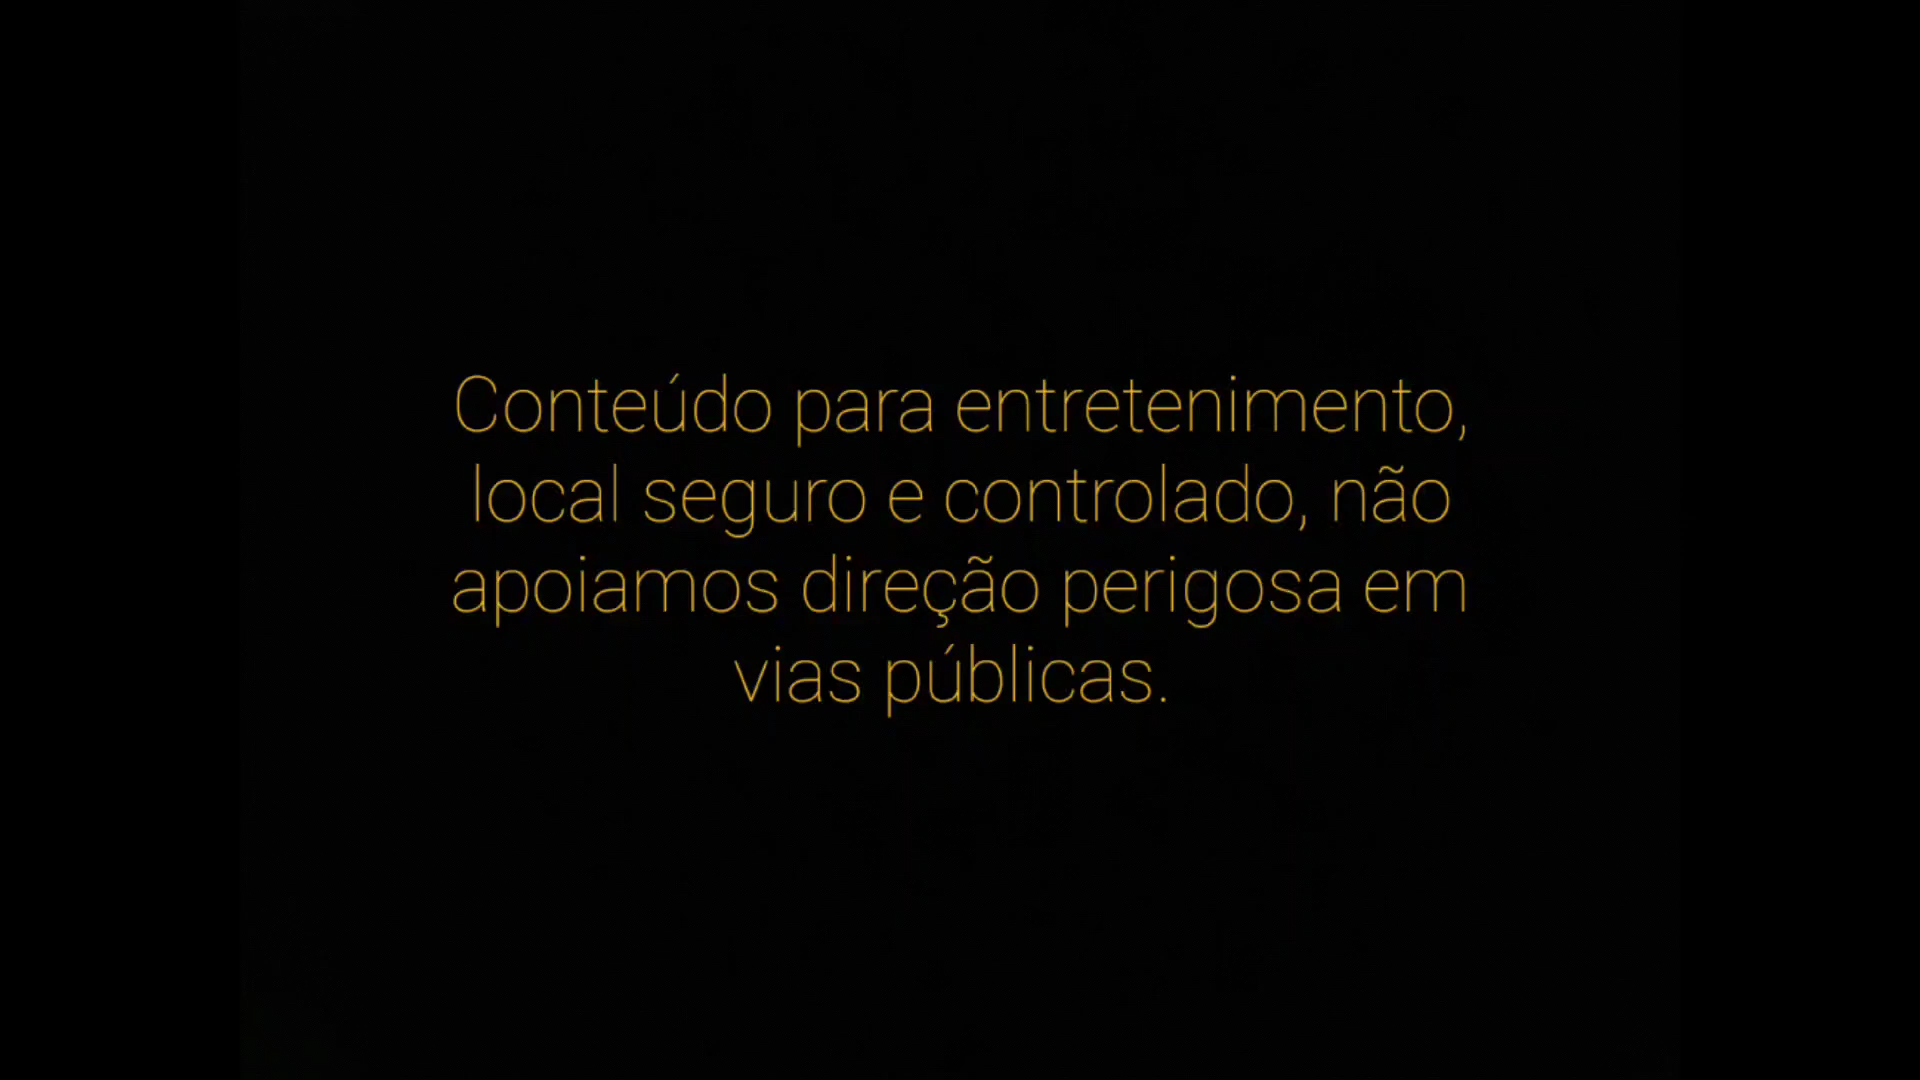 Conteúdo para entretenimento,
local seguro e controlado, não
apoiamos direção perigosa em
vias públicas.